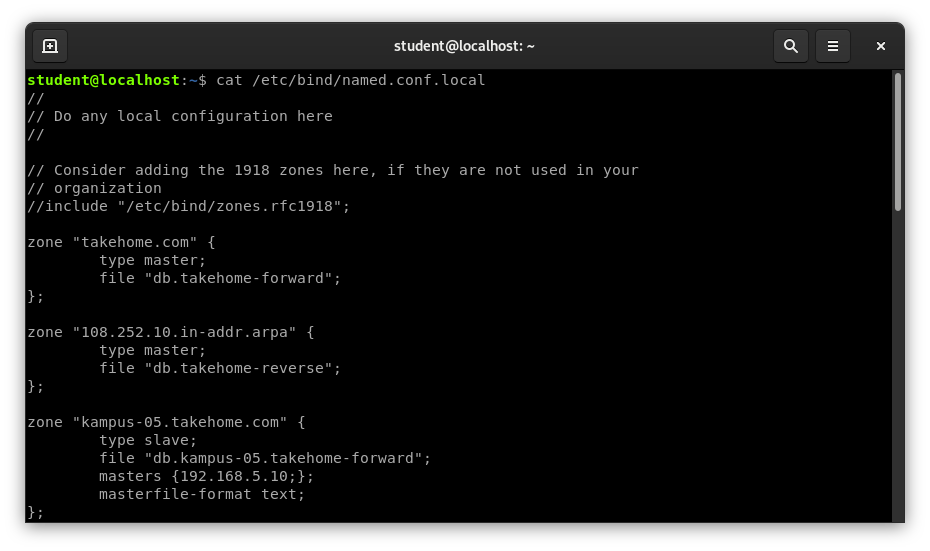 student@localhost: ~
student@localhost:~$ cat /etc/bind/named.conf.local
//
// Do any local configuration here
//
// Consider adding the 1918 zones here, if they are not used in your
// organization
//include "/etc/bind/zones.rfc1918";
zone "takehome.com" {
        type master;
        file "db.takehome-forward";
};
zone "108.252.10.in-addr.arpa" {
        type master;
        file "db.takehome-reverse";
};
zone "kampus-05.takehome.com" {
        type slave;
        file "db.kampus-05.takehome-forward";
        masters {192.168.5.10;};
        masterfile-format text;
};